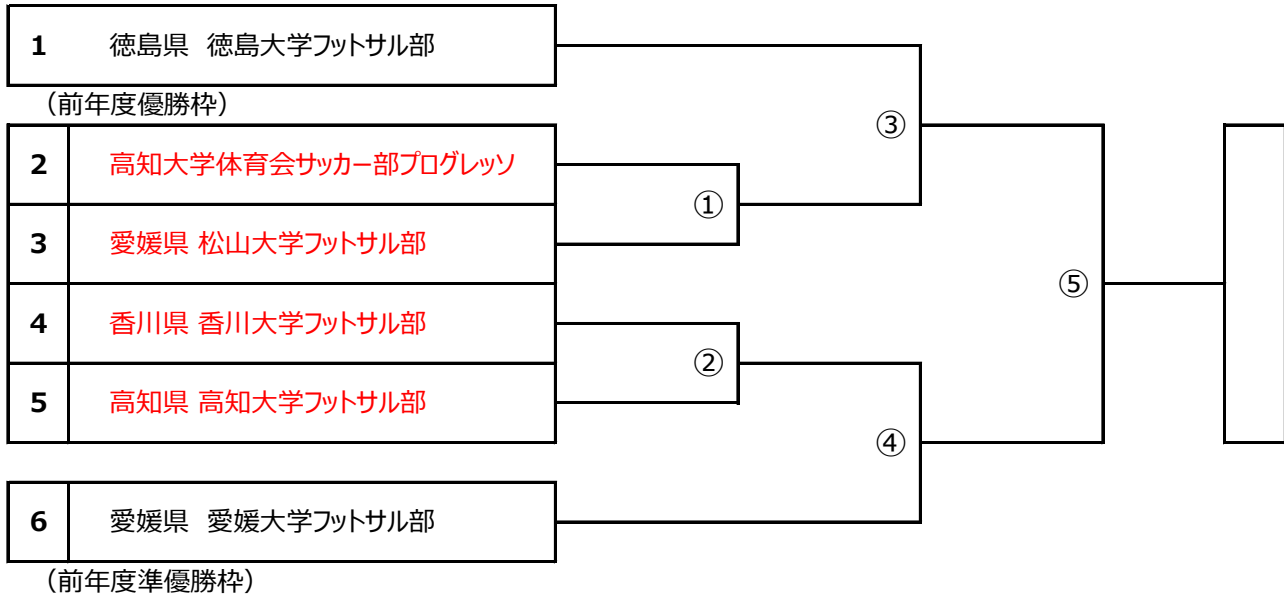 1 徳島県 徳島大学フットサル部
（前年度優勝枠）
③
2 高知大学体育会サッカー部プログレッソ
①
3 愛媛県 松山大学フットサル部
⑤
4 香川県 香川大学フットサル部
②
5 高知県 高知大学フットサル部
④
6 愛媛県 愛媛大学フットサル部
（前年度準優勝枠）